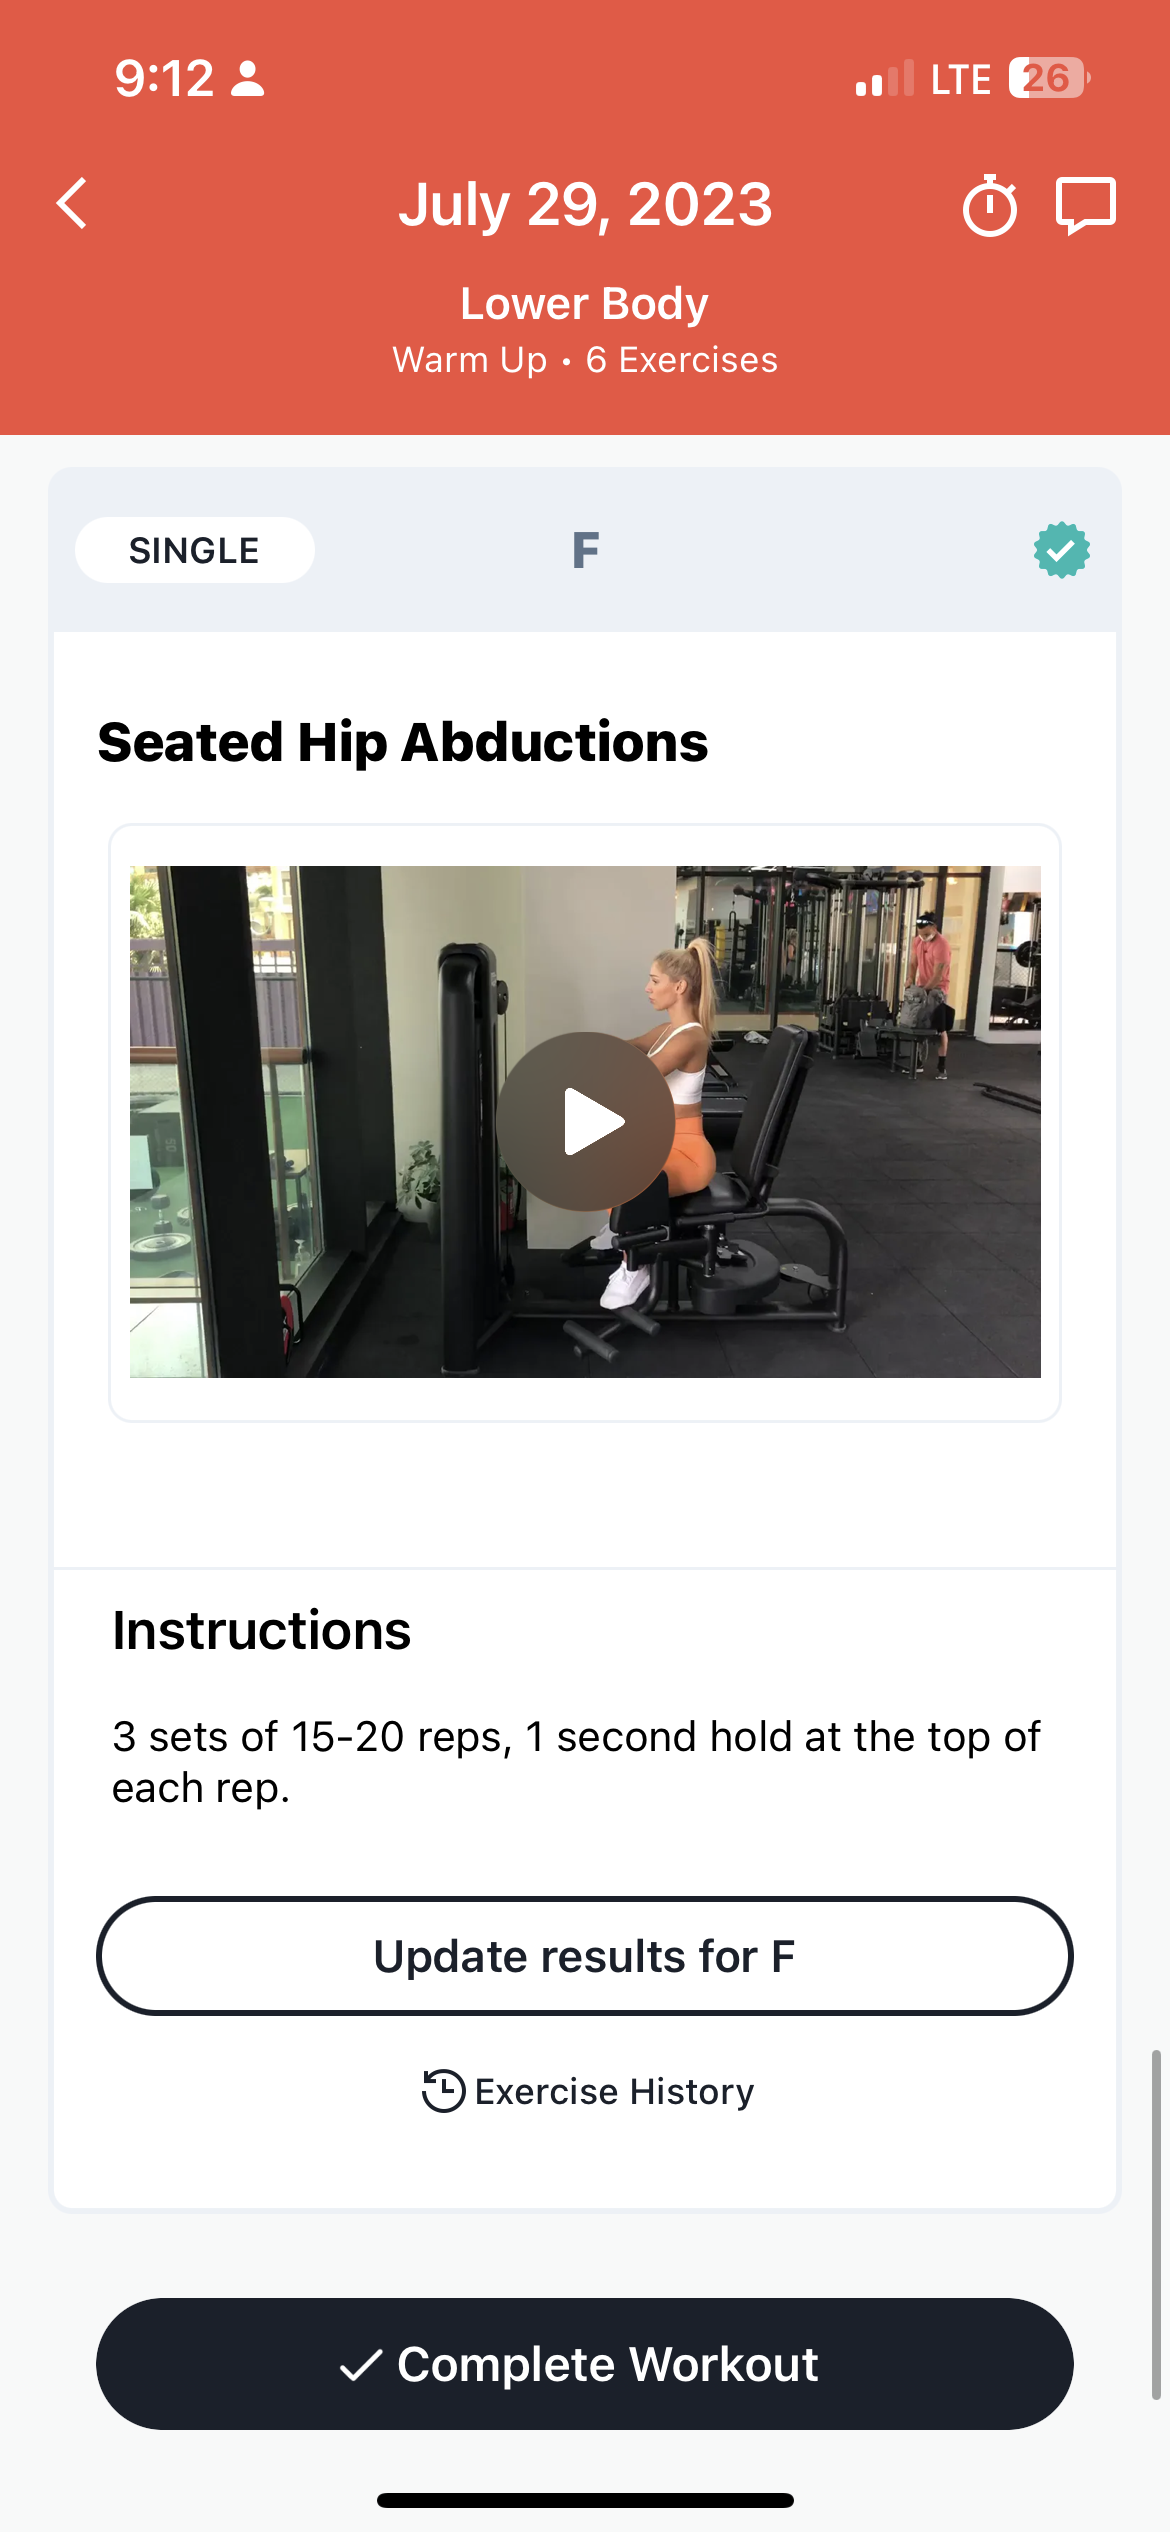 9:12
LTE 26
July 29, 2023
Lower Body
Warm Up • 6 Exercises
SINGLE
F
Seated Hip Abductions
Instructions
3 sets of 15-20 reps, 1 second hold at the top of
each rep.
Update results for F
Exercise History
Complete Workout